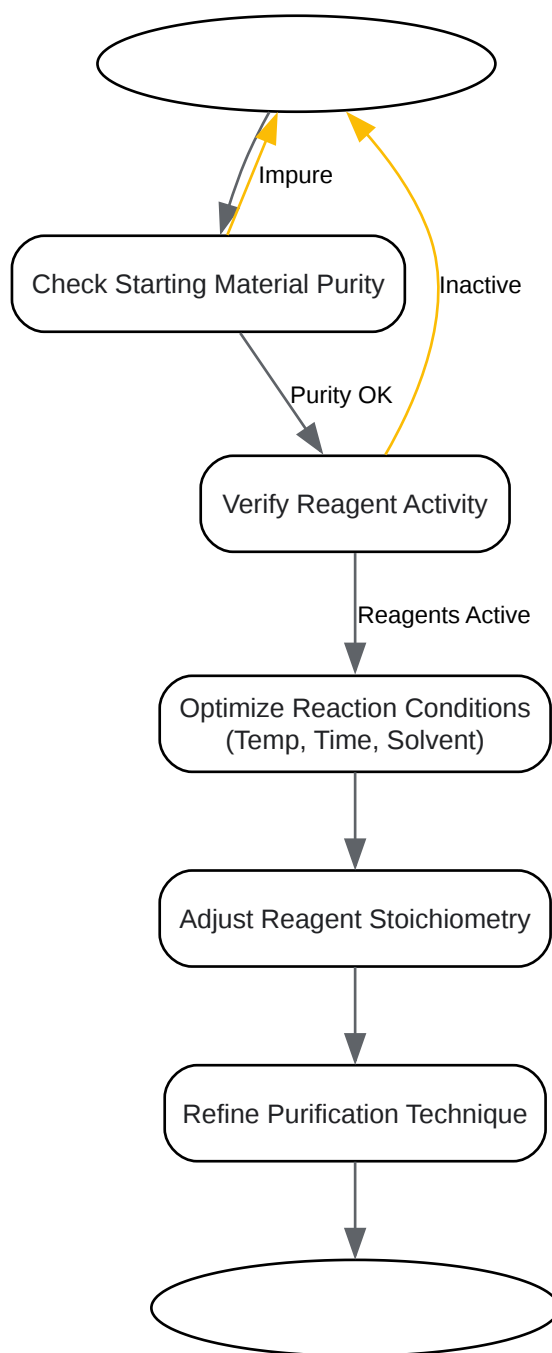 Impure
Check Starting Material Purity
Inactive
Purity OK
Verify Reagent Activity
Reagents Active
Optimize Reaction Conditions
(Temp, Time, Solvent)
Adjust Reagent Stoichiometry
Refine Purification Technique